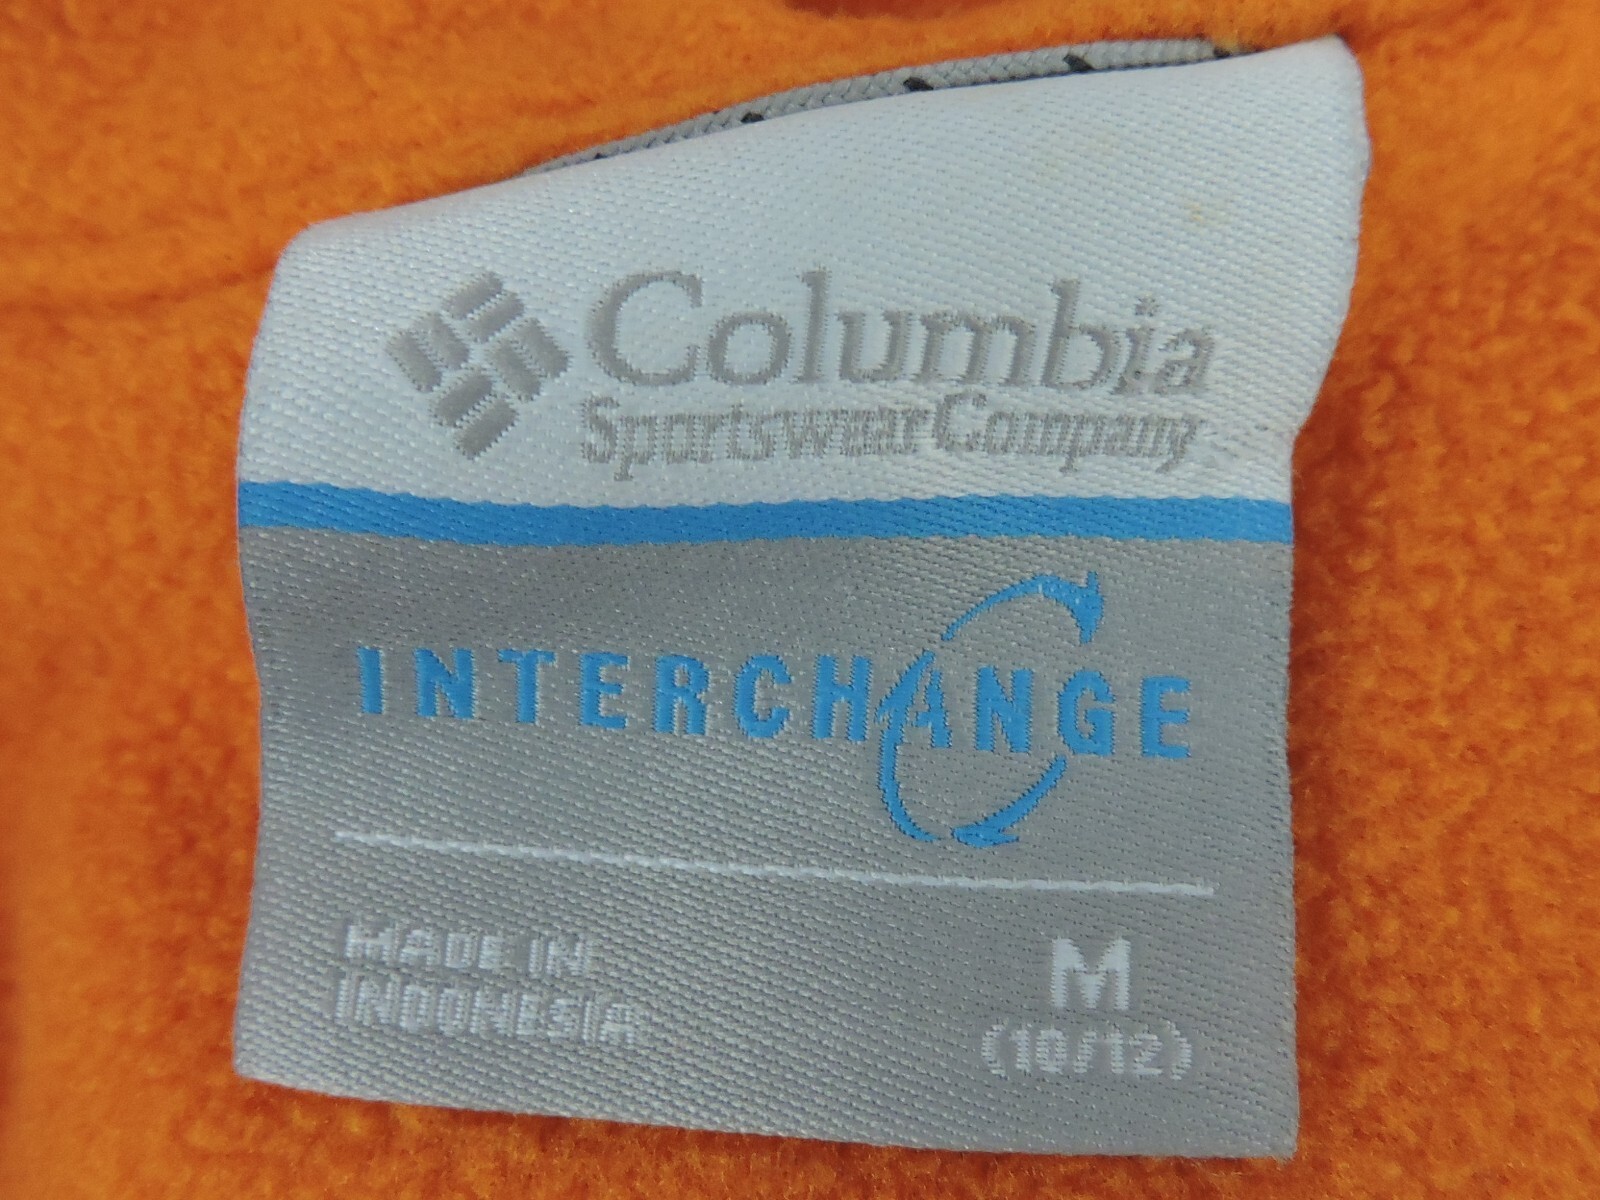 Columbia
Sportswear Company
INTERCHANGE
MADE IN
INDONESIA
M
(10/12)